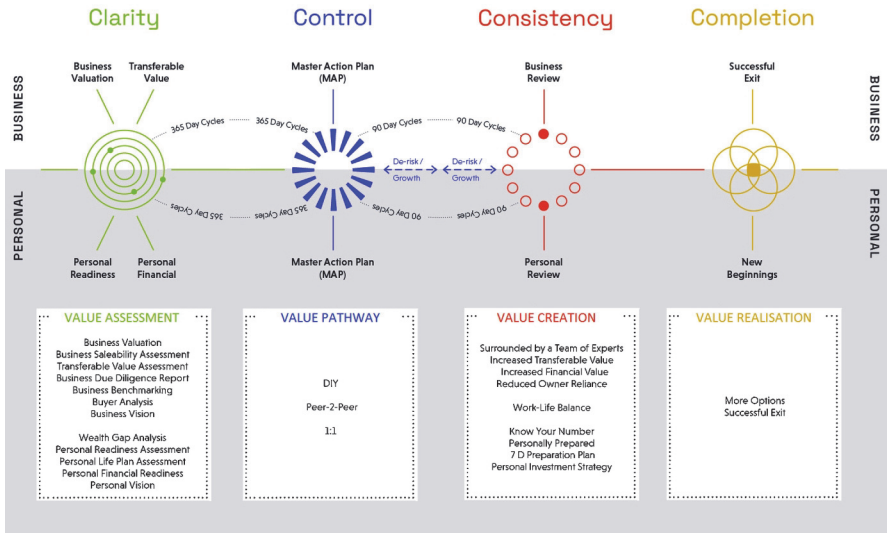 Clarity
Control
Consistency
Completion
BUSINESS
Business
Valuation
Transferable
Value
Master Action Plan
(MAP)
Business
Review
Successful
Exit
BUSINESS
365 Day Cycles
365 Day Cycles
90 Day Cycles
90 Day Cycles
De-risk /
Growth
De-risk /
Growth
PERSONAL
365 Day Cycles
365 Day Cycles
90 Day Cycles
90 Day Cycles
PERSONAL
Personal
Readiness
Personal
Financial
Master Action Plan
(MAP)
Personal
Review
New
Beginnings
VALUE ASSESSMENT
Business Valuation
Business Saleability Assessment
Transferable Value Assessment
Business Due Diligence Report
Business Benchmarking
Buyer Analysis
Business Vision
Wealth Gap Analysis
Personal Readiness Assessment
Personal Life Plan Assessment
Personal Financial Readiness
Personal Vision
VALUE PATHWAY
DIY
Peer-2-Peer
1:1
VALUE CREATION
Surrounded by a Team of Experts
Increased Transferable Value
Increased Financial Value
Reduced Owner Reliance
Work-Life Balance
Know Your Number
Personally Prepared
7 D Preparation Plan
Personal Investment Strategy
VALUE REALISATION
More Options
Successful Exit